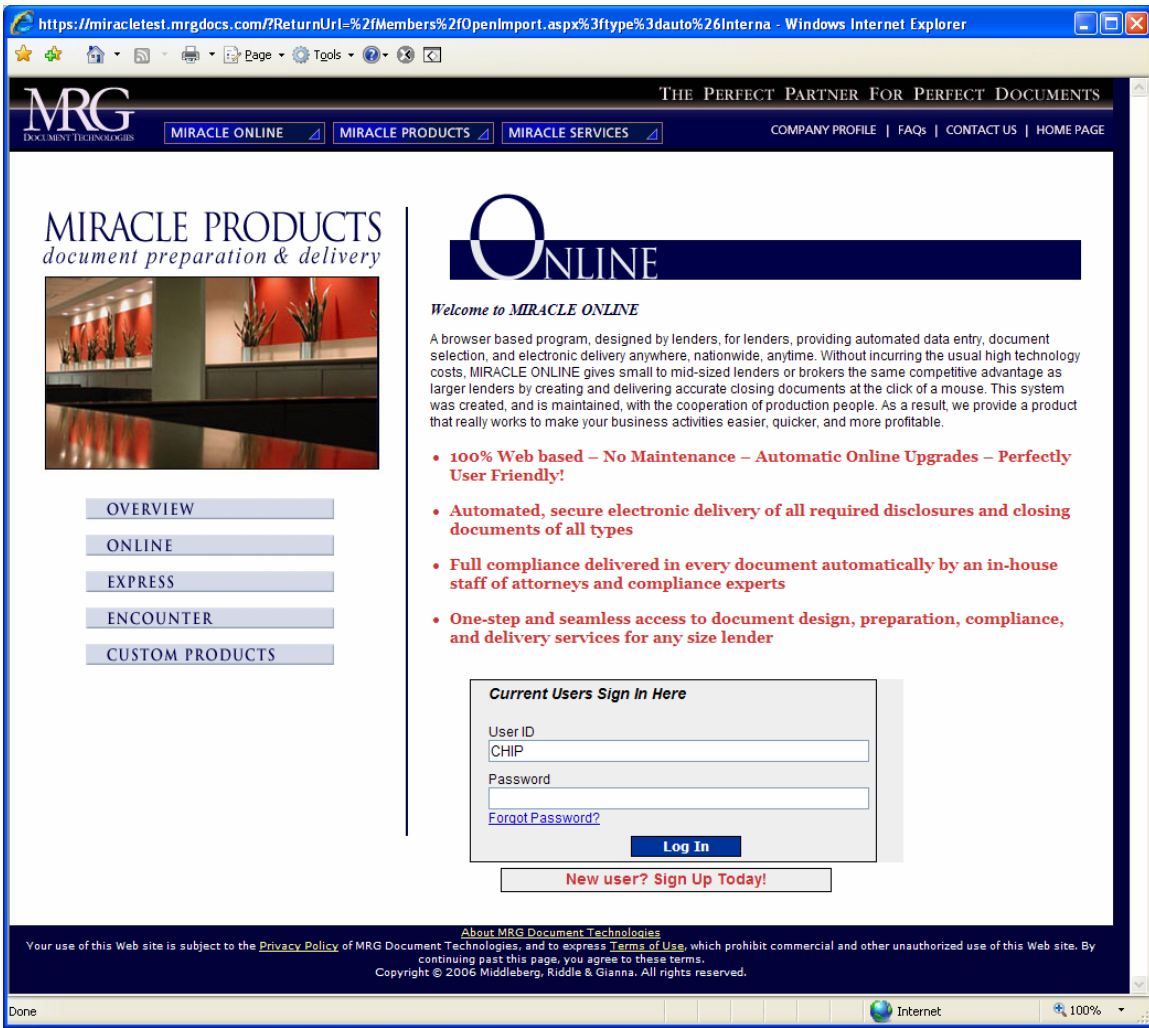 https://miracletest.mrgdocs.com/?ReturnUrl=%2fMembers%2fOpenImport.aspx%3ftype%3dauto%26Interna - Windows Internet Explorer
Page Tools
MRG
DOCUMENT TECHNOLOGIES
THE PERFECT PARTNER FOR PERFECT DOCUMENTS
MIRACLE ONLINE MIRACLE PRODUCTS MIRACLE SERVICES
COMPANY PROFILE | FAQs | CONTACT US | HOME PAGE
MIRACLE PRODUCTS
document preparation & delivery
OVERVIEW
ONLINE
EXPRESS
ENCOUNTER
CUSTOM PRODUCTS
ONLINE
Welcome to MIRACLE ONLINE
A browser based program, designed by lenders, for lenders, providing automated data entry, document
selection, and electronic delivery anywhere, nationwide, anytime. Without incurring the usual high technology
costs, MIRACLE ONLINE gives small to mid-sized lenders or brokers the same competitive advantage as
larger lenders by creating and delivering accurate closing documents at the click of a mouse. This system
was created, and is maintained, with the cooperation of production people. As a result, we provide a product
that really works to make your business activities easier, quicker, and more profitable.
• 100% Web based – No Maintenance – Automatic Online Upgrades – Perfectly
User Friendly!
• Automated, secure electronic delivery of all required disclosures and closing
documents of all types
• Full compliance delivered in every document automatically by an in-house
staff of attorneys and compliance experts
• One-step and seamless access to document design, preparation, compliance,
and delivery services for any size lender
Current Users Sign In Here
User ID
CHIP
Password
Forgot Password?
Log In
New user? Sign Up Today!
About MRG Document Technologies
Your use of this Web site is subject to the Privacy Policy of MRG Document Technologies, and to express Terms of Use, which prohibit commercial and other unauthorized use of this Web site. By
continuing past this page, you agree to these terms.
Copyright © 2006 Middleberg, Riddle & Gianna. All rights reserved.
Done
Internet
100%